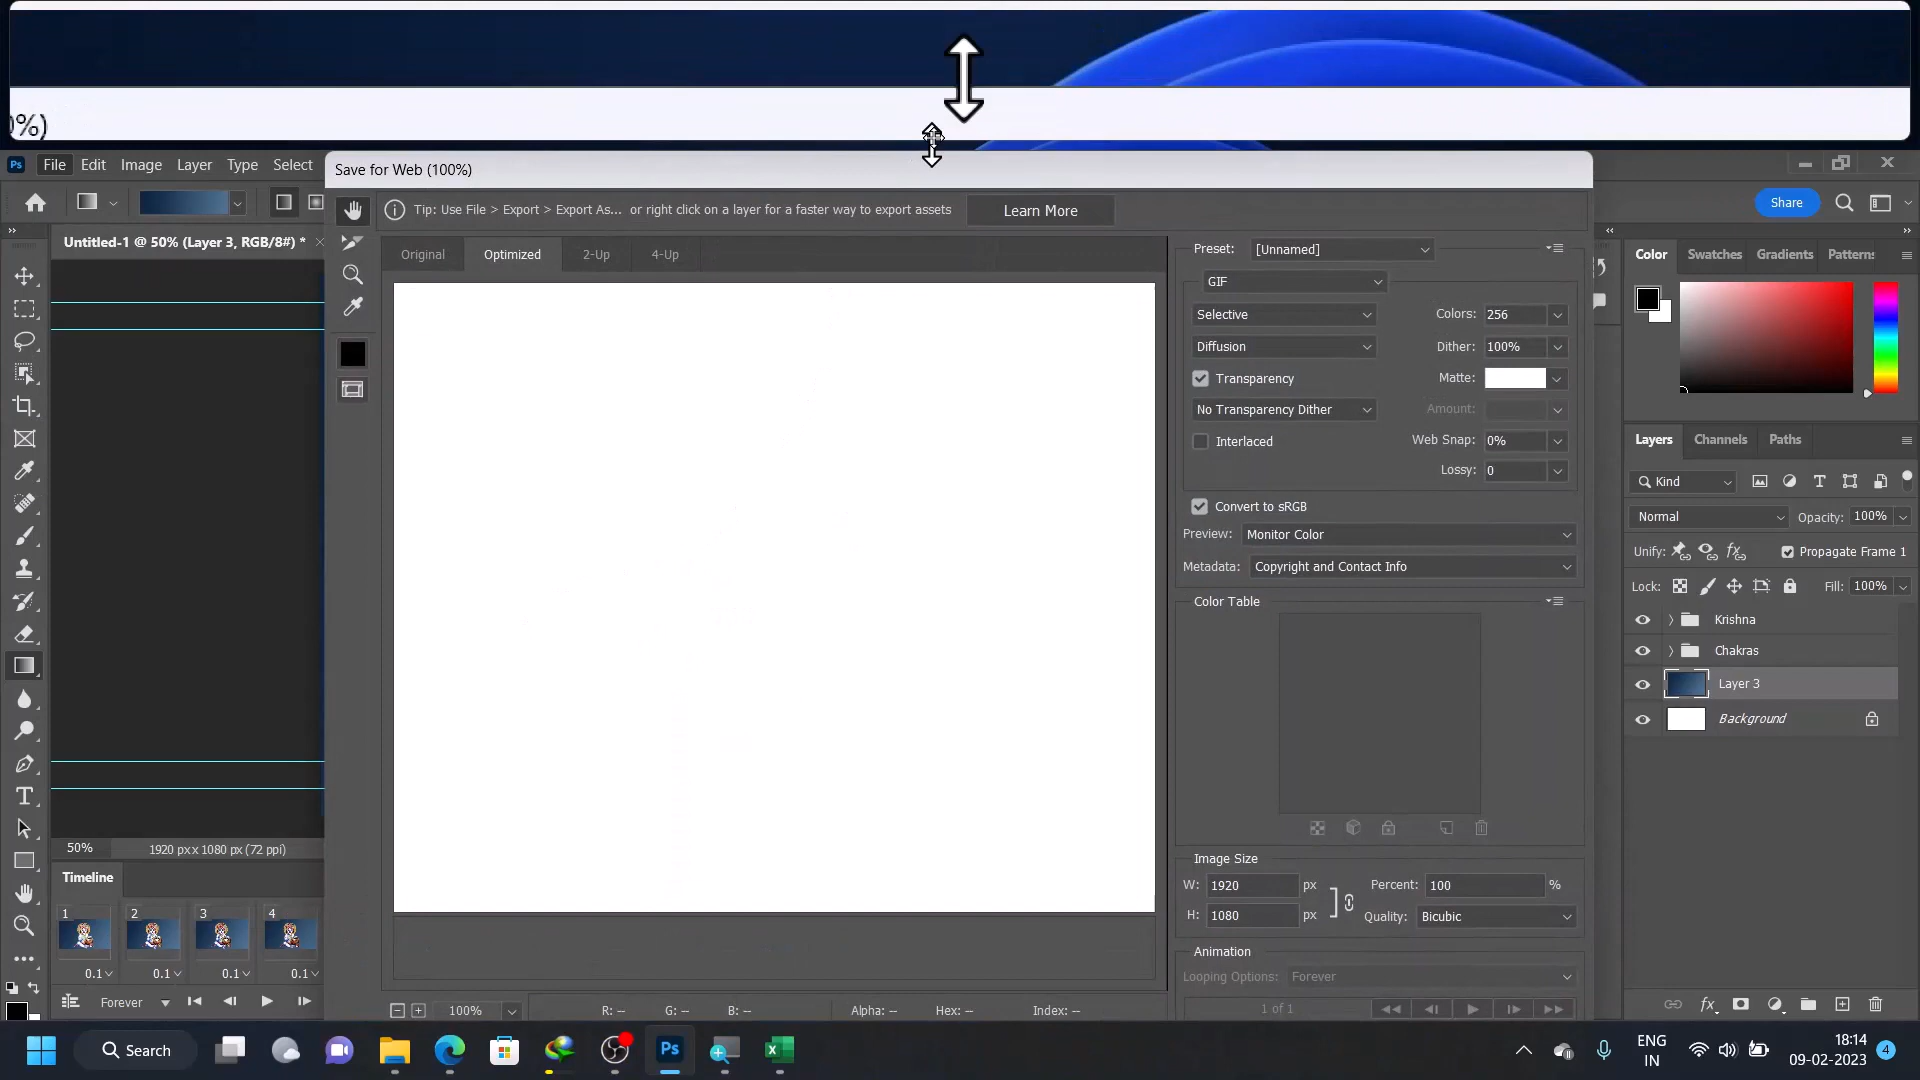 0%)
Ps File Edit Image Layer Type Select
Save for Web (100%)
Tip: Use File > Export > Export As... or right click on a layer for a faster way to export assets
Learn More
Share
Untitled-1 @ 50% (Layer 3, RGB/8#) *
Original Optimized 2-Up 4-Up
Preset: [Unnamed]
GIF
Selective Colors: 256
Diffusion Dither: 100%
Transparency Matte:
No Transparency Dither Amount:
Interlaced Web Snap: 0%
Lossy: 0
Convert to sRGB
Preview: Monitor Color
Metadata: Copyright and Contact Info
Color Table
Image Size
W: 1920 px Percent: 100 %
H: 1080 px Quality: Bicubic
Animation
Looping Options: Forever
1 of 1
100% R: -- G: -- B: -- Alpha: -- Hex: -- Index: --
50% 1920 px x 1080 px (72 ppi)
Timeline
1 2 3 4
0.1 0.1 0.1 0.1
Forever
Color Swatches Gradients Patterns
Layers Channels Paths
Kind
Normal Opacity: 100%
Unify: Propagate Frame 1
Lock: Fill: 100%
Krishna
Chakras
Layer 3
Background
Search
Ps
ENG
IN
18:14
09-02-2023
4